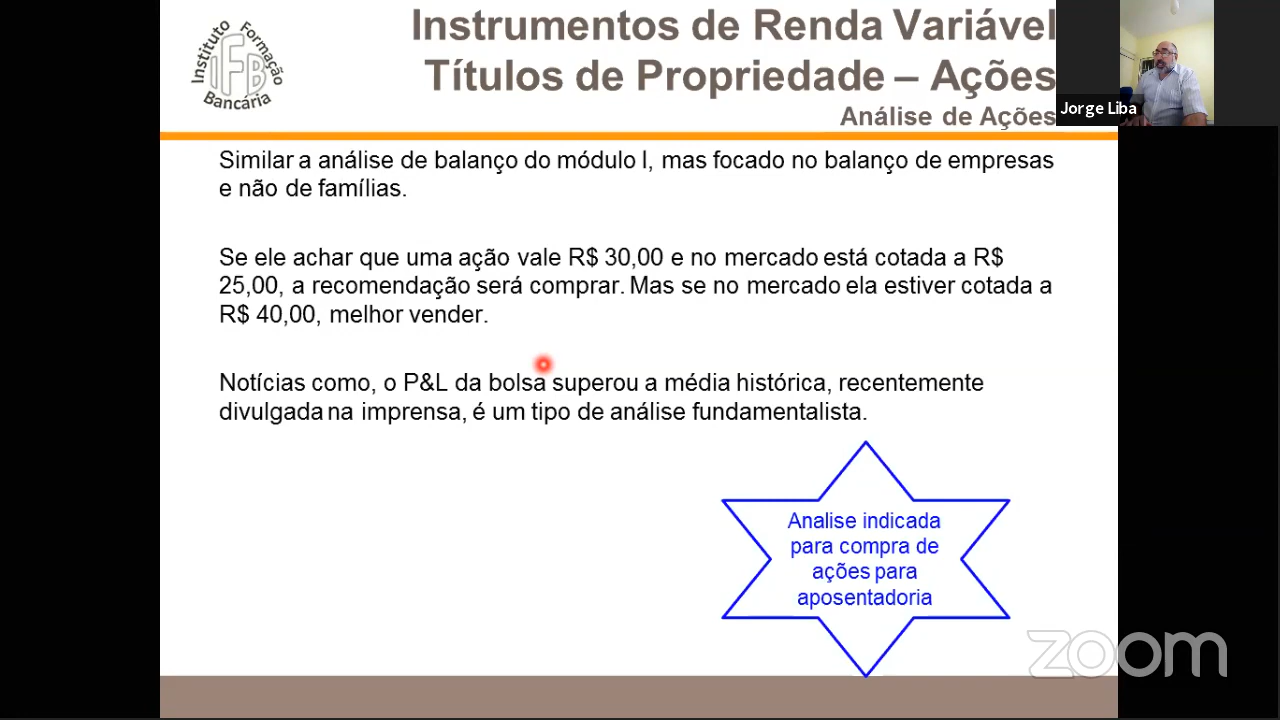 Instituto Formação
IFB
Bancária
Instrumentos de Renda Variável
Títulos de Propriedade – Ações
Análise de Ações
Jorge Liba
Similar a análise de balanço do módulo I, mas focado no balanço de empresas
e não de famílias.
Se ele achar que uma ação vale R$ 30,00 e no mercado está cotada a R$
25,00, a recomendação será comprar. Mas se no mercado ela estiver cotada a
R$ 40,00, melhor vender.
Notícias como, o P&L da bolsa superou a média histórica, recentemente
divulgada na imprensa, é um tipo de análise fundamentalista.
Analise indicada
para compra de
ações para
aposentadoria
zoom